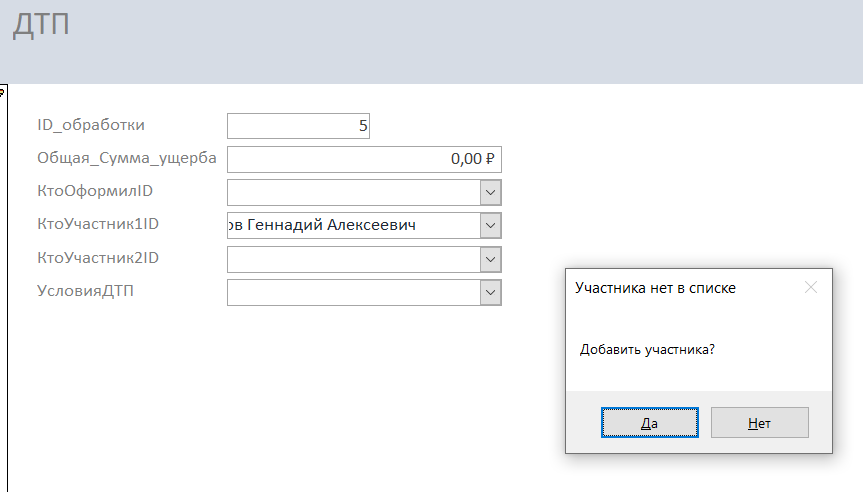 ДТП
ID_обработки 5
Общая_Сумма_ущерба 0,00 ₽
КтоОформилID
КтоУчастник1ID ов Геннадий Алексеевич
КтоУчастник2ID
УсловияДТП
Участника нет в списке
Добавить участника?
Да Нет